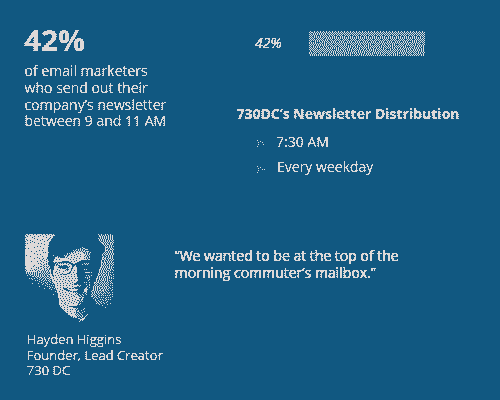 42%
of email marketers
who send out their
company's newsletter
between 9 and 11 AM
42%
730DC's Newsletter Distribution
7:30 AM
Every weekday
"We wanted to be at the top of the
morning commuter's mailbox."
Hayden Higgins
Founder, Lead Creator
730 DC